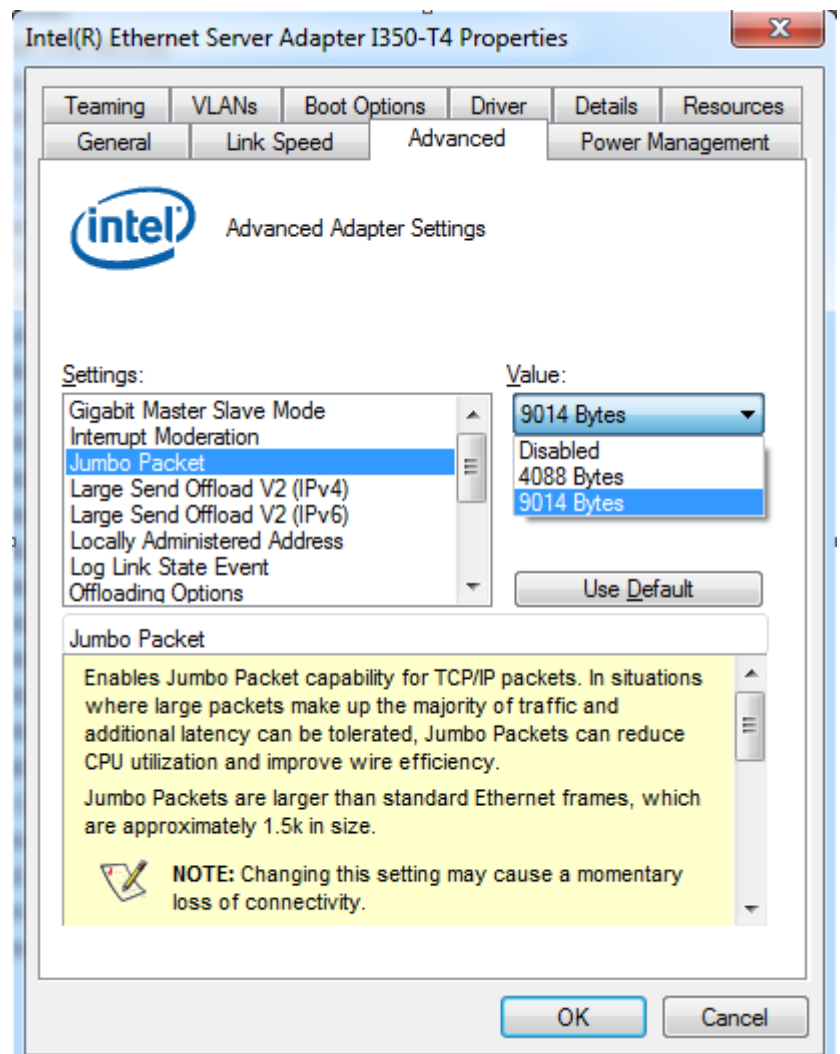 Intel(R) Ethernet Server Adapter I350-T4 Properties
Teaming VLANs Boot Options Driver Details Resources
General Link Speed Advanced Power Management
intel Advanced Adapter Settings
Settings: Value:
Gigabit Master Slave Mode 9014 Bytes
Interrupt Moderation Disabled
Jumbo Packet 4088 Bytes
Large Send Offload V2 (IPv4) 9014 Bytes
Large Send Offload V2 (IPv6)
Locally Administered Address
Log Link State Event
Offloading Options Use Default
Jumbo Packet
Enables Jumbo Packet capability for TCP/IP packets. In situations
where large packets make up the majority of traffic and
additional latency can be tolerated, Jumbo Packets can reduce
CPU utilization and improve wire efficiency.
Jumbo Packets are larger than standard Ethernet frames, which
are approximately 1.5k in size.
NOTE: Changing this setting may cause a momentary
loss of connectivity.
OK Cancel